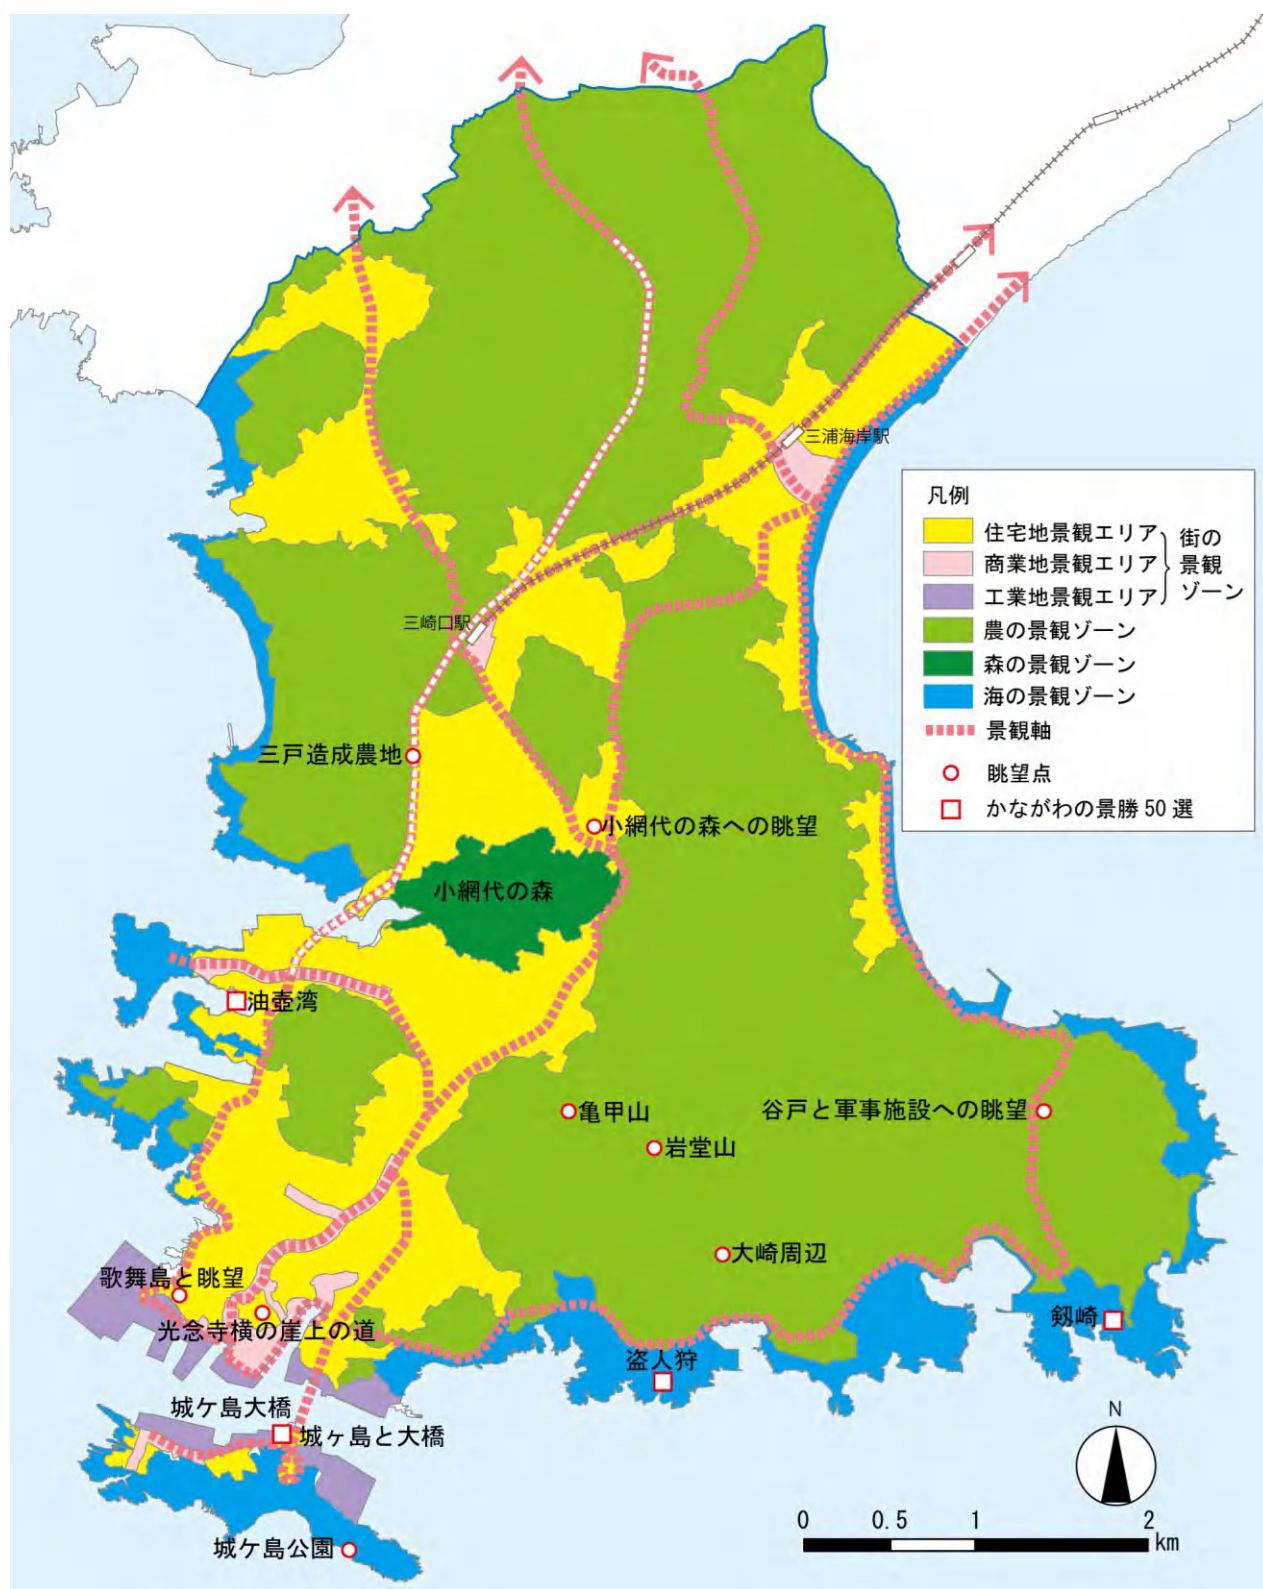 三浦海岸駅
凡例
住宅地景観エリア
商業地景観エリア
工業地景観エリア
街の
景観
ゾーン
農の景観ゾーン
森の景観ゾーン
海の景観ゾーン
景観軸
眺望点
かながわの景勝50選
三崎口駅
三戸造成農地
小網代の森への眺望
小網代の森
油壺湾
亀甲山
谷戸と軍事施設への眺望
岩堂山
大崎周辺
歌舞島と眺望
光念寺横の崖上の道
剱崎
盗人狩
城ケ島大橋
城ヶ島と大橋
城ケ島公園
N
0 0.5 1 2
km